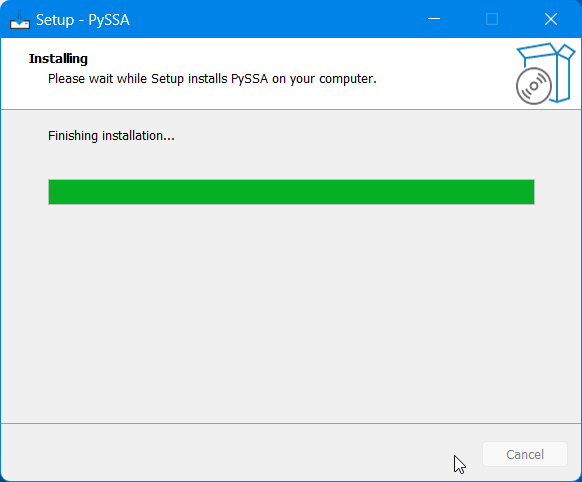 Setup - PySSA
Installing
Please wait while Setup installs PySSA on your computer.
Finishing installation...
Cancel